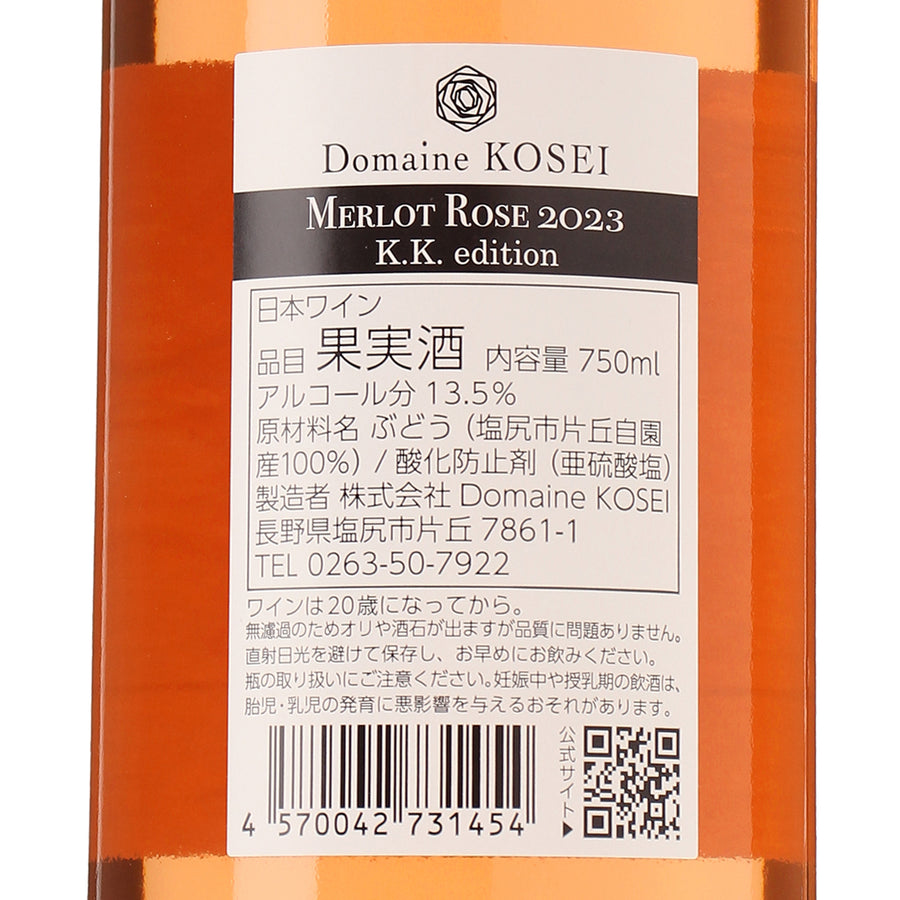 Domaine KOSEI
MERLOT ROSE 2023
K.K. edition
日本ワイン
品目 果実酒 内容量 750ml
アルコール分 13.5%
原材料名 ぶどう（塩尻市片丘自園
産100%）/ 酸化防止剤（亜硫酸塩）
製造者 株式会社 Domaine KOSEI
長野県塩尻市片丘 7861-1
TEL 0263-50-7922
ワインは20歳になってから。
無濾過のためオリや酒石が出ますが品質に問題ありません。
直射日光を避けて保存し、お早めにお飲みください。
瓶の取り扱いにご注意ください。妊娠中や授乳期の飲酒は、
胎児・乳児の発育に悪影響を与えるおそれがあります。
公式サイト▶
4 570042 731454